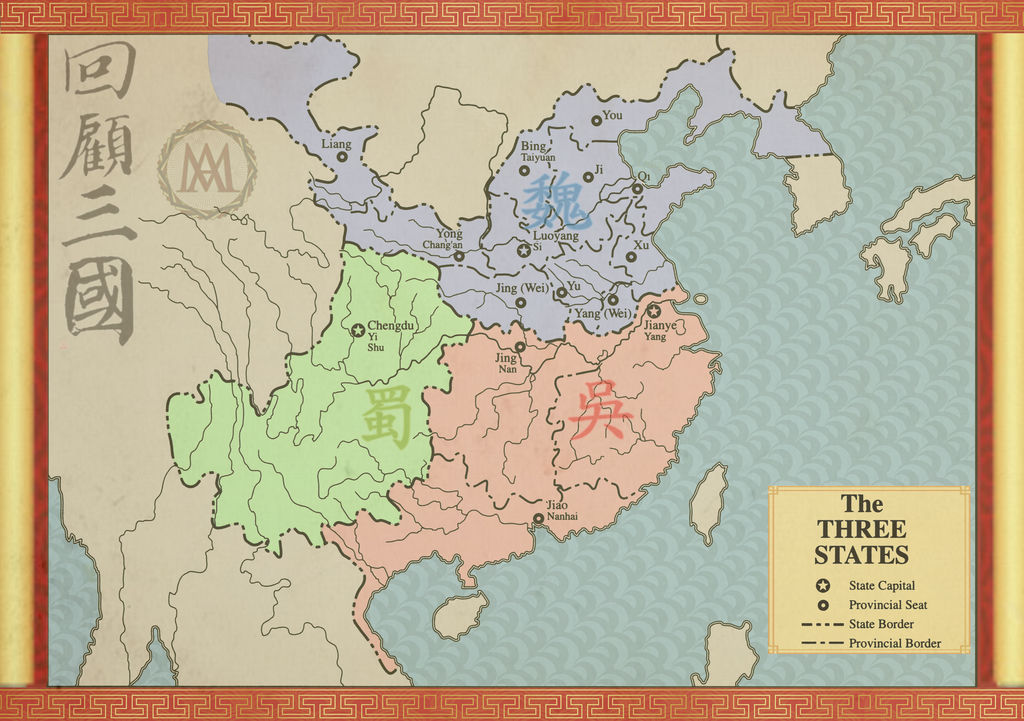 回顧三國
AM
You
Bing
Taiyuan
Ji
Qi
Liang
魏
Yong
Chang'an
Luoyang
Si
Xu
Jing (Wei)
Yu
Yang (Wei)
Chengdu
Yi
Shu
Jianye
Yang
Jing
Nan
蜀
吳
Jiao
Nanhai
The
THREE
STATES
State Capital
Provincial Seat
State Border
Provincial Border